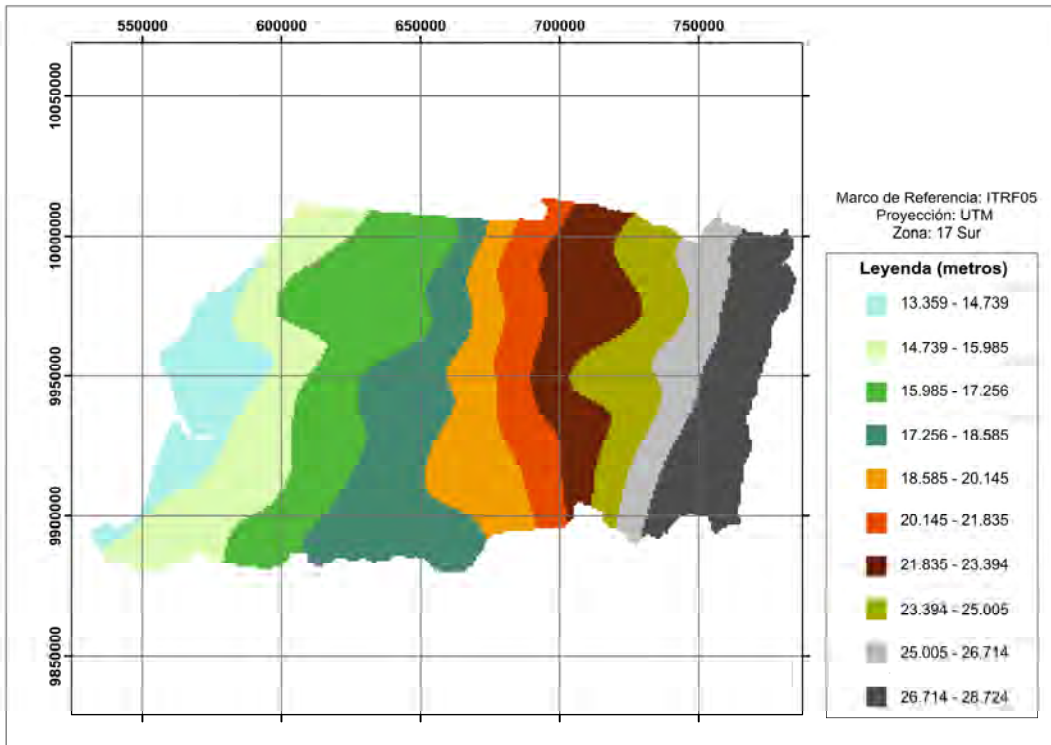 550000 600000 650000 700000 750000
10050000
10000000
9950000
9900000
9850000
Marco de Referencia: ITRF05
Proyección: UTM
Zona: 17 Sur
Leyenda (metros)
13.359 - 14.739
14.739 - 15.985
15.985 - 17.256
17.256 - 18.585
18.585 - 20.145
20.145 - 21.835
21.835 - 23.394
23.394 - 25.005
25.005 - 26.714
26.714 - 28.724